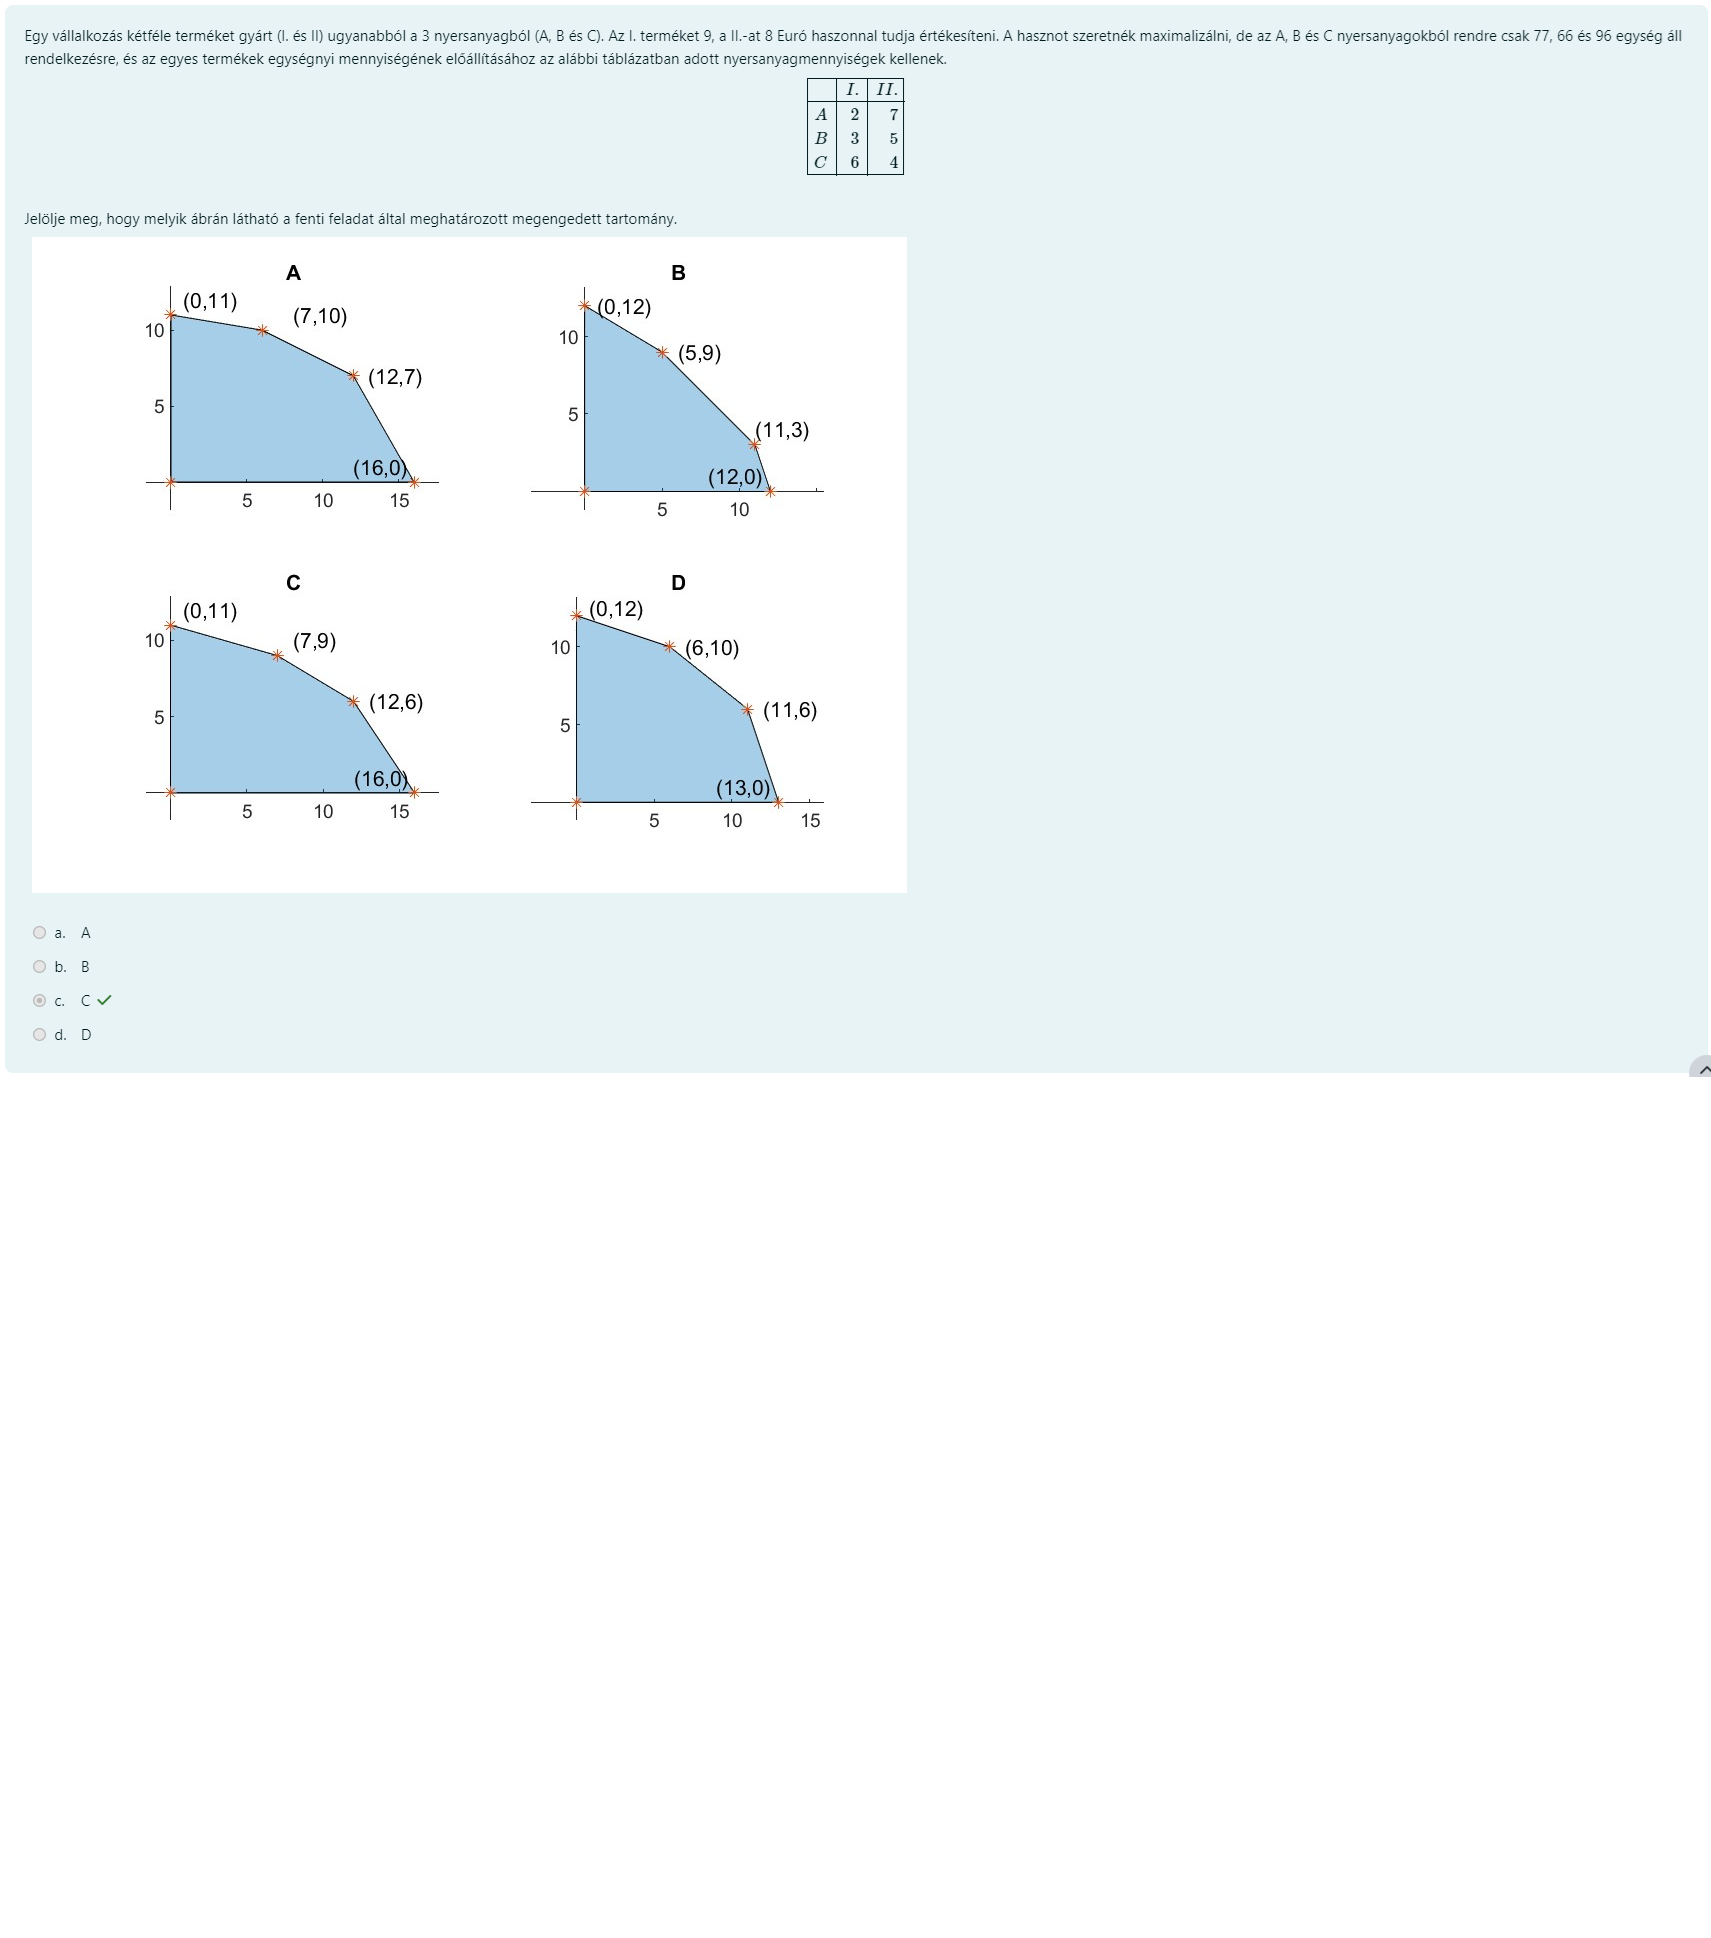 Egy vállalkozás kétféle terméket gyárt (I. és II) ugyanabból a 3 nyersanyagból (A, B és C). Az I. terméket 9, a II.-at 8 Euró haszonnal tudja értékesíteni. A hasznot szeretnék maximalizálni, de az A, B és C nyersanyagokból rendre csak 77, 66 és 96 egység áll
rendelkezésre, és az egyes termékek egységnyi mennyiségének előállításához az alábbi táblázatban adott nyersanyagmennyiségek kellenek.
I. II.
A 2 7
B 3 5
C 6 4
Jelölje meg, hogy melyik ábrán látható a fenti feladat által meghatározott megengedett tartomány.
A
(0,11)
(7,10)
10
(12,7)
5
(16,0)
5 10 15
B
(0,12)
10
(5,9)
5
(11,3)
(12,0)
5 10
C
(0,11)
10
(7,9)
(12,6)
5
(16,0)
5 10 15
D
(0,12)
10
(6,10)
(11,6)
5
(13,0)
5 10 15
a. A
b. B
c. C
d. D